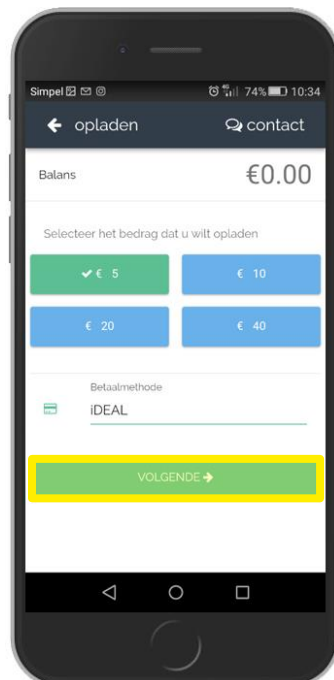 Simpel 74% 10:34
opladen contact
Balans €0.00
Selecteer het bedrag dat u wilt opladen
€ 5 € 10
€ 20 € 40
Betaalmethode
iDEAL
VOLGENDE